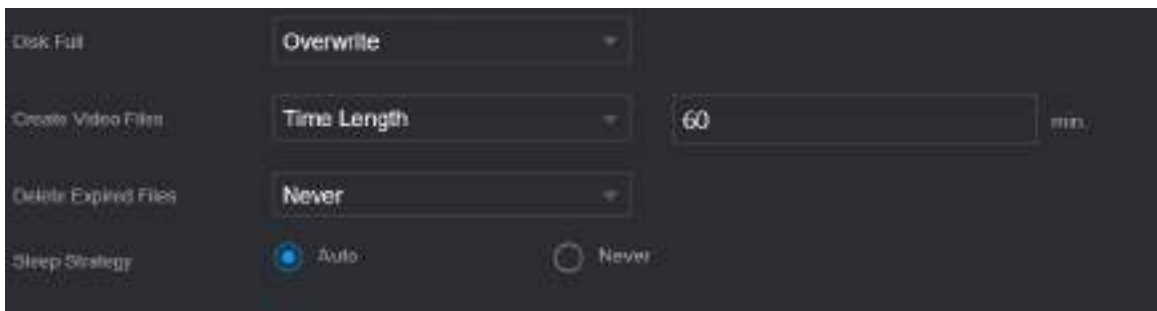 Disk Full Overwrite
Create Video Files Time Length 60 min.
Delete Expired Files Never
Sleep Strategy Auto Never